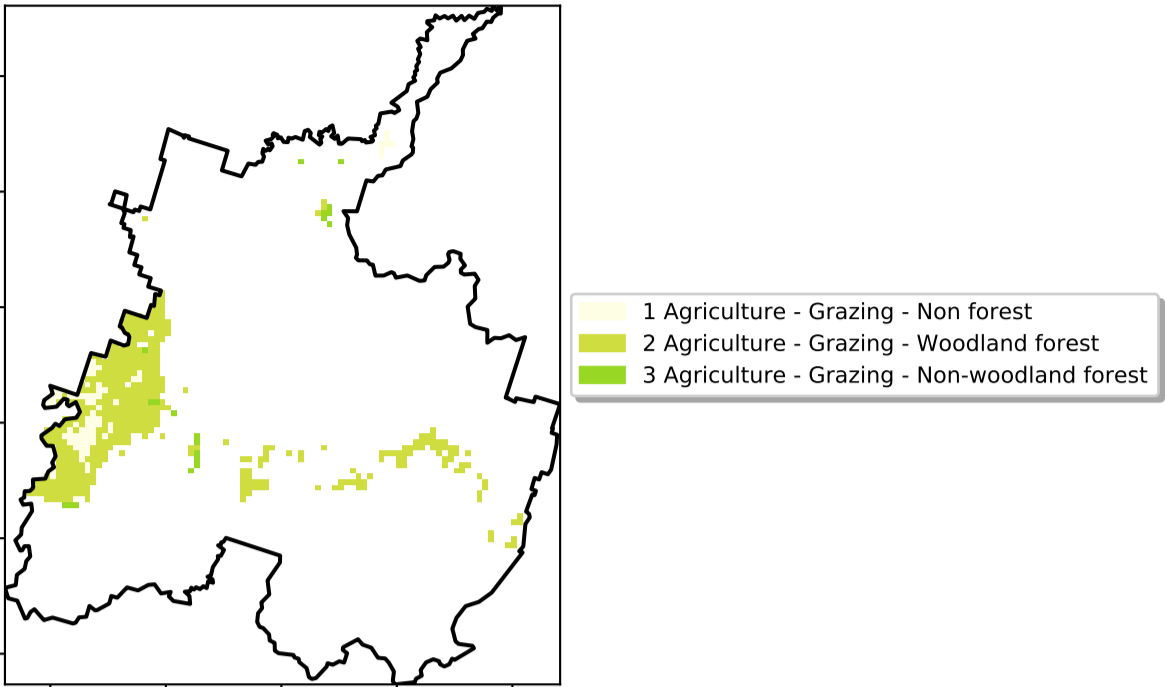 1 Agriculture - Grazing - Non forest
2 Agriculture - Grazing - Woodland forest
3 Agriculture - Grazing - Non-woodland forest